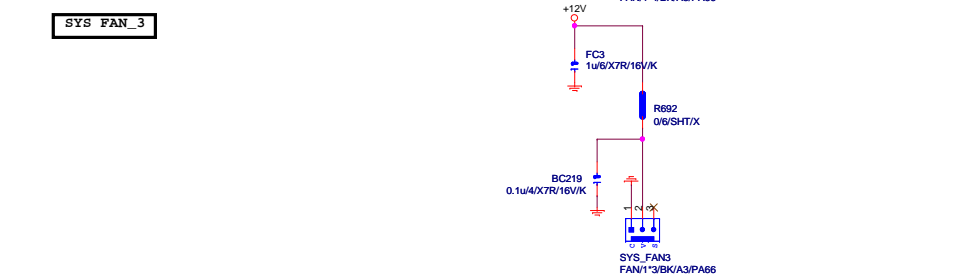 SYS FAN_3
+12V
FC3
1u/6/X7R/16V/K
R692
0/6/SHT/X
BC219
0.1u/4/X7R/16V/K
1
2
3
C
V
S
SYS_FAN3
FAN/1*3/BK/A3/PA66